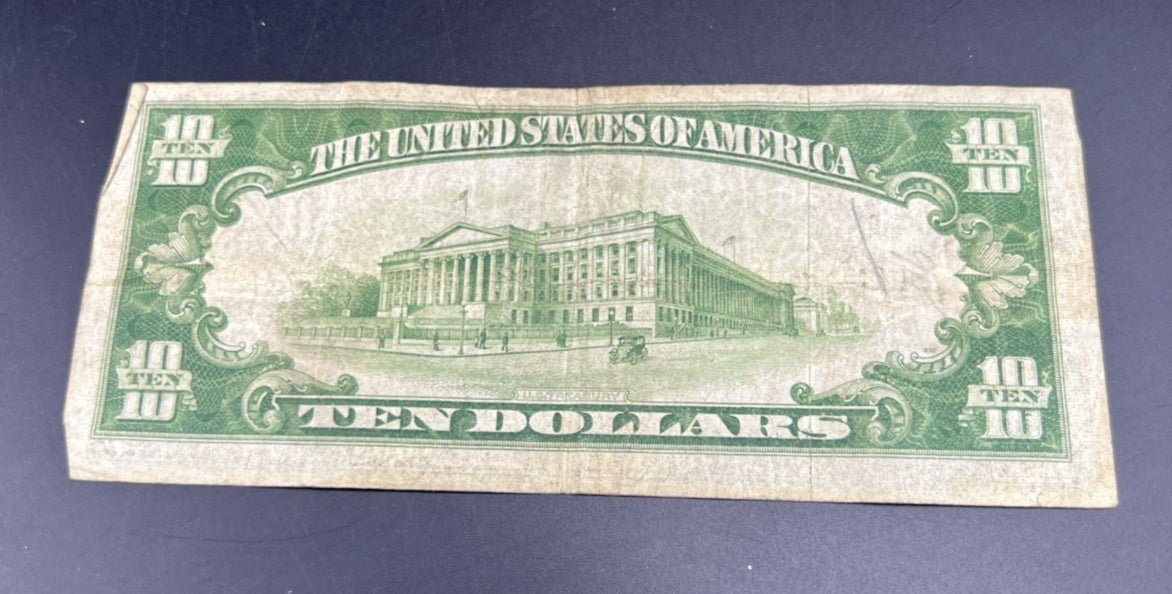 10 THE UNITED STATES OF AMERICA 10
TEN TEN
10 10
10 10
TEN U.S. TREASURY TEN
10 TEN DOLLARS 10